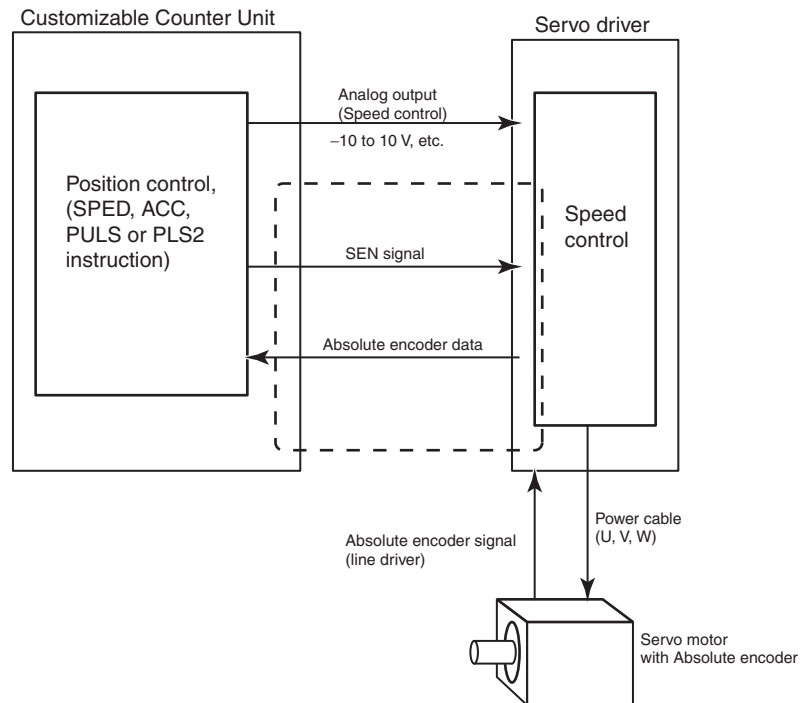 Customizable Counter Unit
Servo driver
Analog output
(Speed control)
–10 to 10 V, etc.
Position control,
(SPED, ACC,
PULS or PLS2
instruction)
Speed
control
SEN signal
Absolute encoder data
Absolute encoder signal
(line driver)
Power cable
(U, V, W)
Servo motor
with Absolute encoder